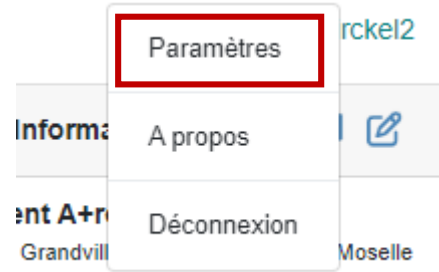 Paramètres
rckel2
Informa
A propos
ent A+r
Déconnexion
Grandvill
Moselle